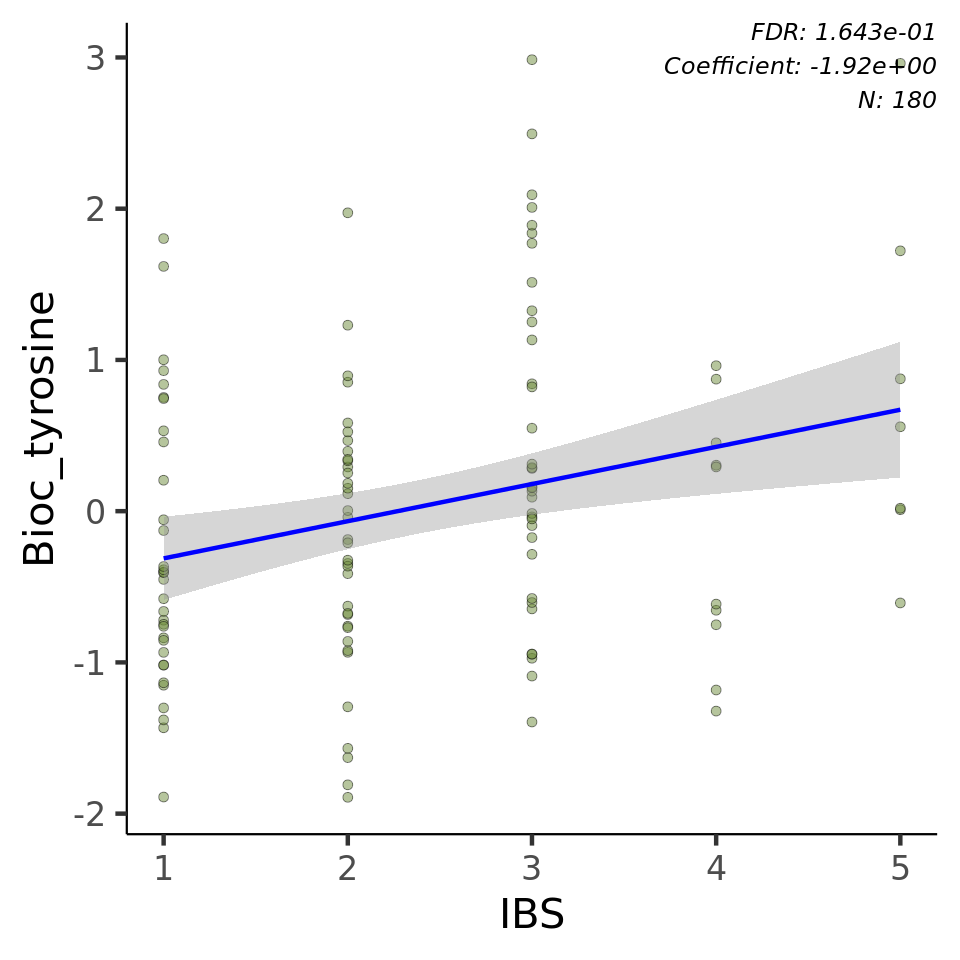 FDR: 1.643e-01
Coefficient: -1.92e+00
N: 180
3
2
1
0
-1
-2
Bioc_tyrosine
1 2 3 4 5
IBS